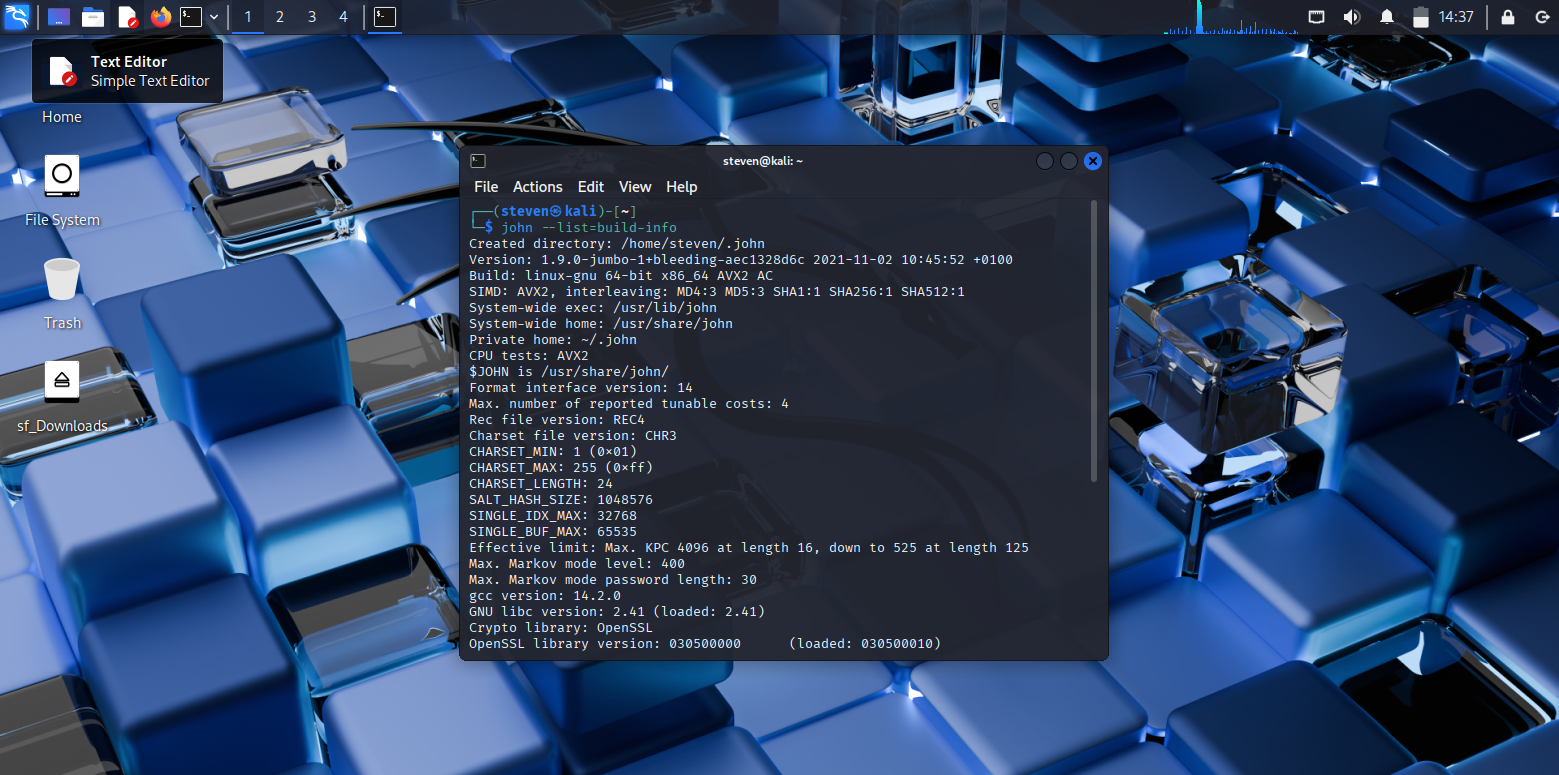 1 2 3 4
14:37
Text Editor
Simple Text Editor
Home
File System
Trash
sf_Downloads
steven@kali: ~
File Actions Edit View Help
┌──(steven㉿kali)-[~]
└─$ john --list=build-info
Created directory: /home/steven/.john
Version: 1.9.0-jumbo-1+bleeding-aec1328d6c 2021-11-02 10:45:52 +0100
Build: linux-gnu 64-bit x86_64 AVX2 AC
SIMD: AVX2, interleaving: MD4:3 MD5:3 SHA1:1 SHA256:1 SHA512:1
System-wide exec: /usr/lib/john
System-wide home: /usr/share/john
Private home: ~/.john
CPU tests: AVX2
$JOHN is /usr/share/john/
Format interface version: 14
Max. number of reported tunable costs: 4
Rec file version: REC4
Charset file version: CHR3
CHARSET_MIN: 1 (0×01)
CHARSET_MAX: 255 (0×ff)
CHARSET_LENGTH: 24
SALT_HASH_SIZE: 1048576
SINGLE_IDX_MAX: 32768
SINGLE_BUF_MAX: 65535
Effective limit: Max. KPC 4096 at length 16, down to 525 at length 125
Max. Markov mode level: 400
Max. Markov mode password length: 30
gcc version: 14.2.0
GNU libc version: 2.41 (loaded: 2.41)
Crypto library: OpenSSL
OpenSSL library version: 030500000 (loaded: 030500010)